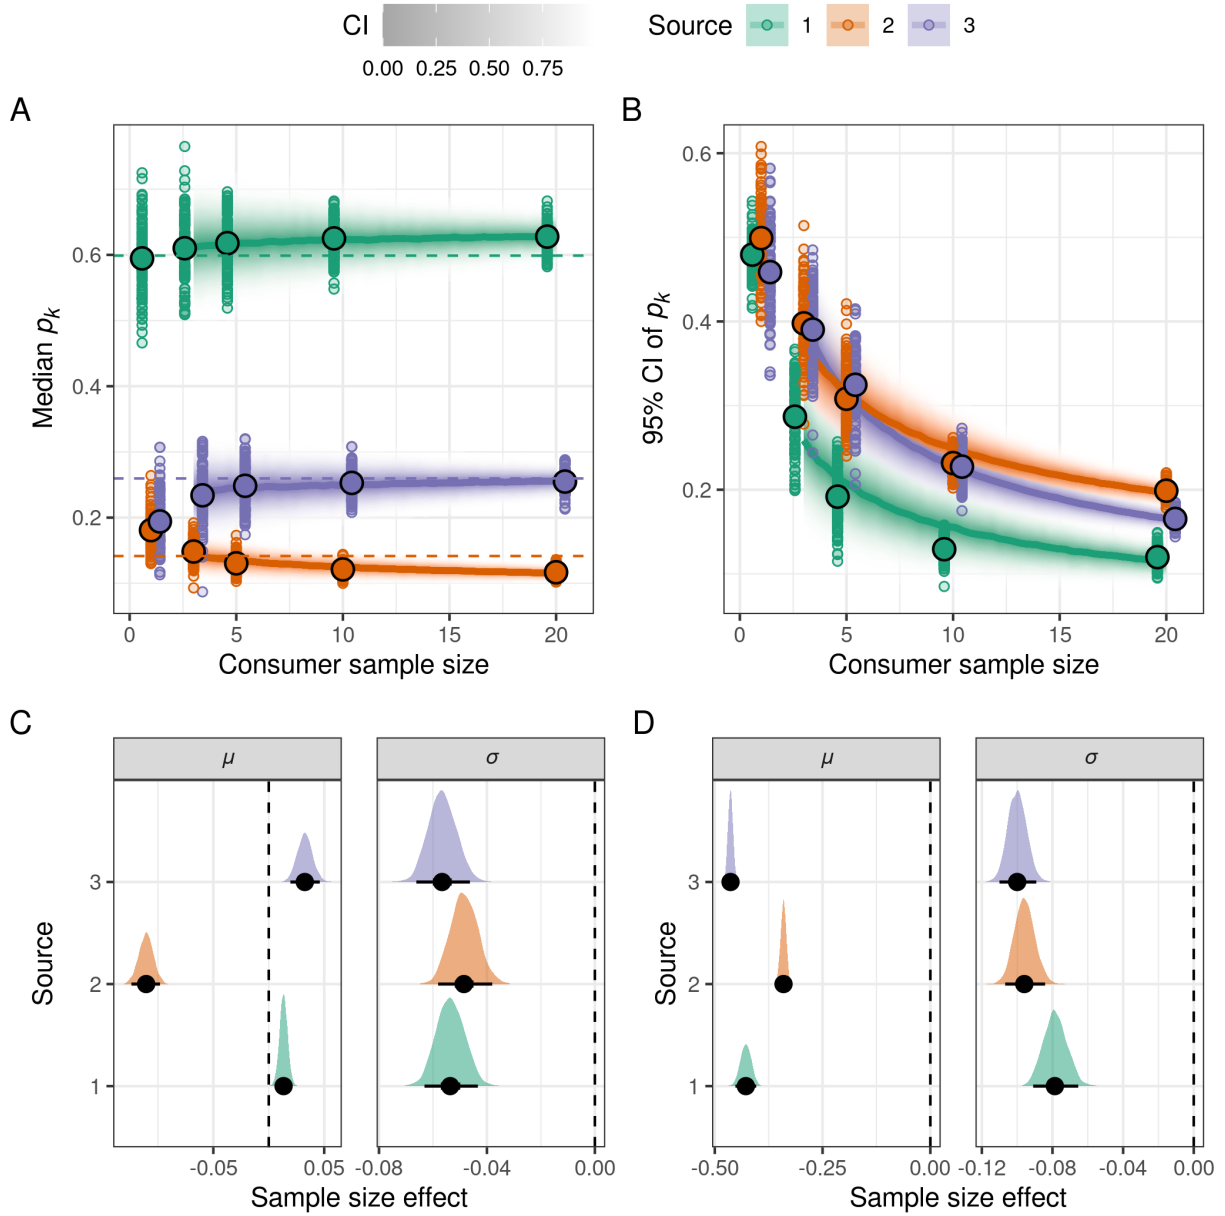 CI
0.00 0.25 0.50 0.75
Source 1 2 3
A
Median pk
0.6
0.4
0.2
0 5 10 15 20
Consumer sample size
B
95% CI of pk
0.6
0.4
0.2
0 5 10 15 20
Consumer sample size
C
μ σ
Source
3
2
1
-0.05 0.05 -0.08 -0.04 0.00
Sample size effect
D
μ σ
Source
3
2
1
-0.50 -0.25 0.00 -0.12 -0.08 -0.04 0.00
Sample size effect